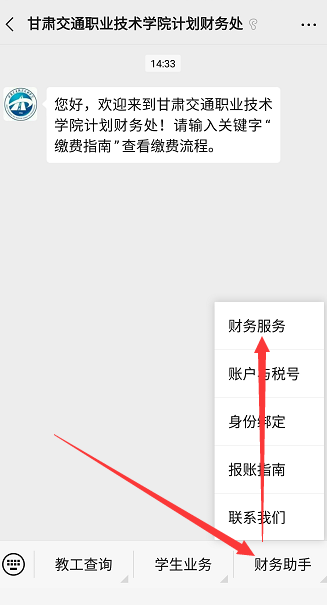 甘肃交通职业技术学院计划财务处
14:33
您好，欢迎来到甘肃交通职业技术
学院计划财务处！请输入关键字“
缴费指南”查看缴费流程。
财务服务
账户与税号
身份绑定
报账指南
联系我们
教工查询
学生业务
财务助手